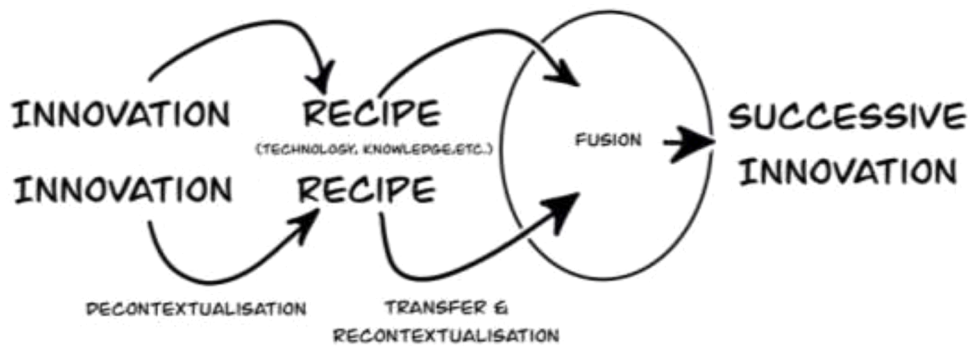 INNOVATION
RECIPE
(TECHNOLOGY, KNOWLEDGE,ETC.)
INNOVATION
RECIPE
FUSION
SUCCESSIVE
INNOVATION
DECONTEXTUALISATION
TRANSFER &
RECONTEXTUALISATION